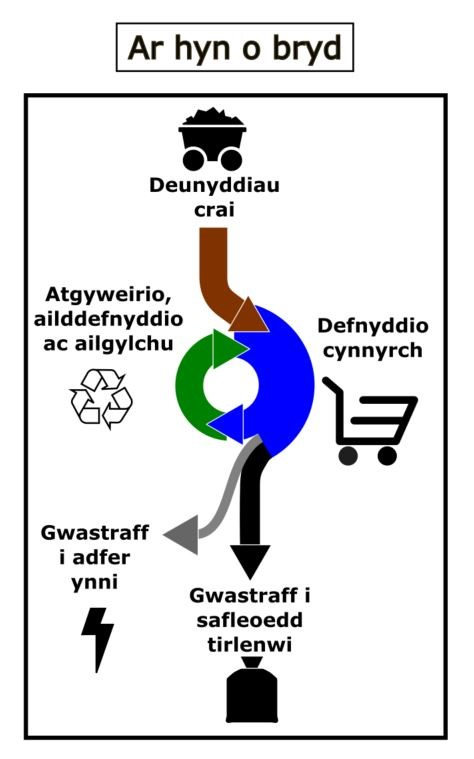 Ar hyn o bryd
Deunyddiau
crai
Atgyweirio,
ailddefnyddio
ac ailgylchu
Defnyddio
cynnyrch
Gwastraff
i adfer
ynni
Gwastraff i
safleoedd
tirlenwi